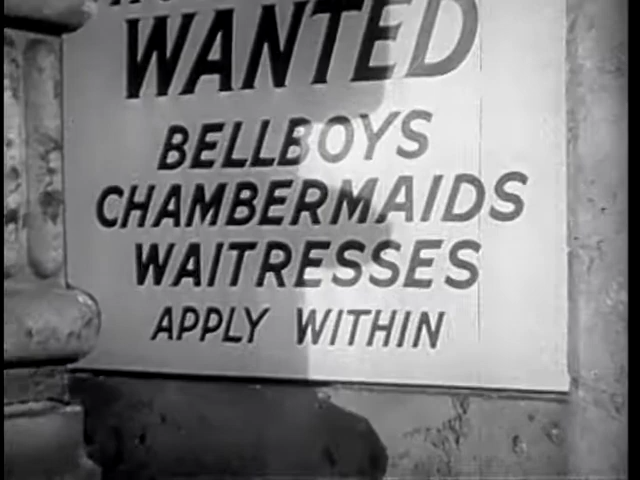 WANTED
BELLBOYS
CHAMBERMAIDS
WAITRESSES
APPLY WITHIN